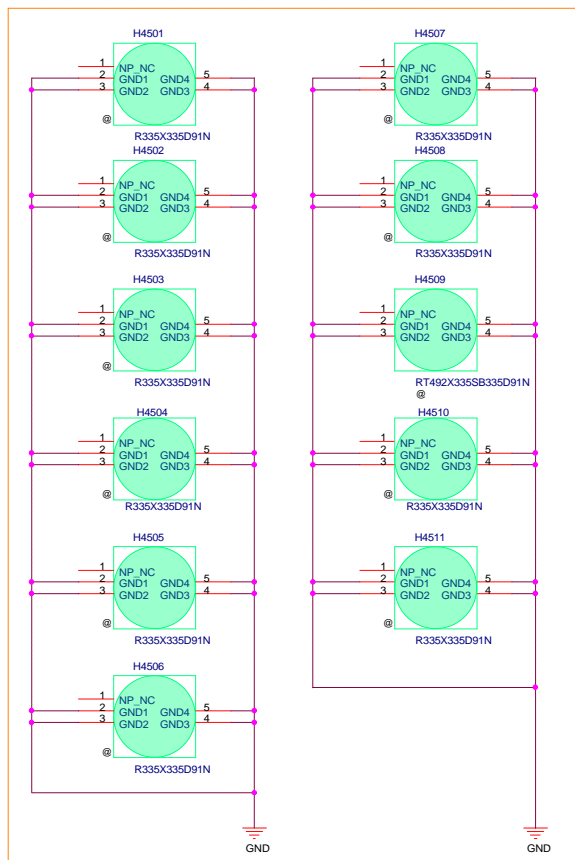 H4501
1 NP_NC
2 GND1 GND4 5
3 GND2 GND3 4
@
R335X335D91N
H4502
1 NP_NC
2 GND1 GND4 5
3 GND2 GND3 4
@
R335X335D91N
H4503
1 NP_NC
2 GND1 GND4 5
3 GND2 GND3 4
@
R335X335D91N
H4504
1 NP_NC
2 GND1 GND4 5
3 GND2 GND3 4
@
R335X335D91N
H4505
1 NP_NC
2 GND1 GND4 5
3 GND2 GND3 4
@
R335X335D91N
H4506
1 NP_NC
2 GND1 GND4 5
3 GND2 GND3 4
@
R335X335D91N
GND
H4507
1 NP_NC
2 GND1 GND4 5
3 GND2 GND3 4
@
R335X335D91N
H4508
1 NP_NC
2 GND1 GND4 5
3 GND2 GND3 4
@
R335X335D91N
H4509
1 NP_NC
2 GND1 GND4 5
3 GND2 GND3 4
RT492X335SB335D91N
@
H4510
1 NP_NC
2 GND1 GND4 5
3 GND2 GND3 4
@
R335X335D91N
H4511
1 NP_NC
2 GND1 GND4 5
3 GND2 GND3 4
@
R335X335D91N
GND